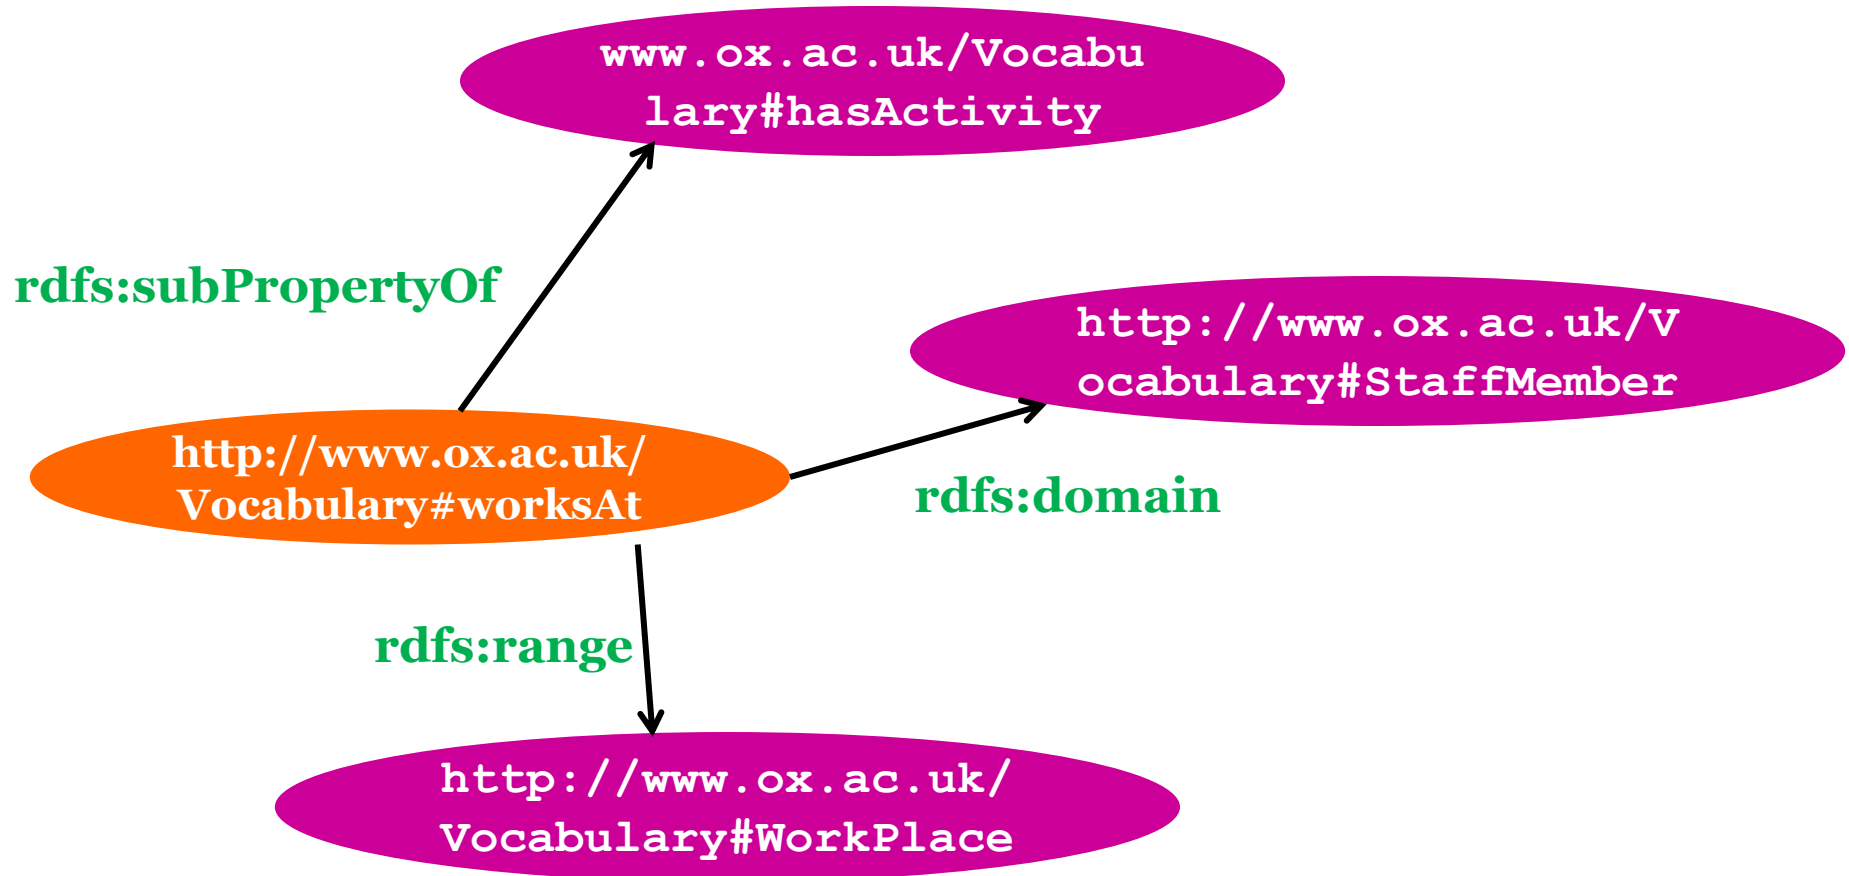 www.ox.ac.uk/Vocabu
lary#hasActivity
rdfs:subPropertyOf
http://www.ox.ac.uk/V
ocabulary#StaffMember
http://www.ox.ac.uk/
Vocabulary#worksAt
rdfs:domain
rdfs:range
http://www.ox.ac.uk/
Vocabulary#WorkPlace